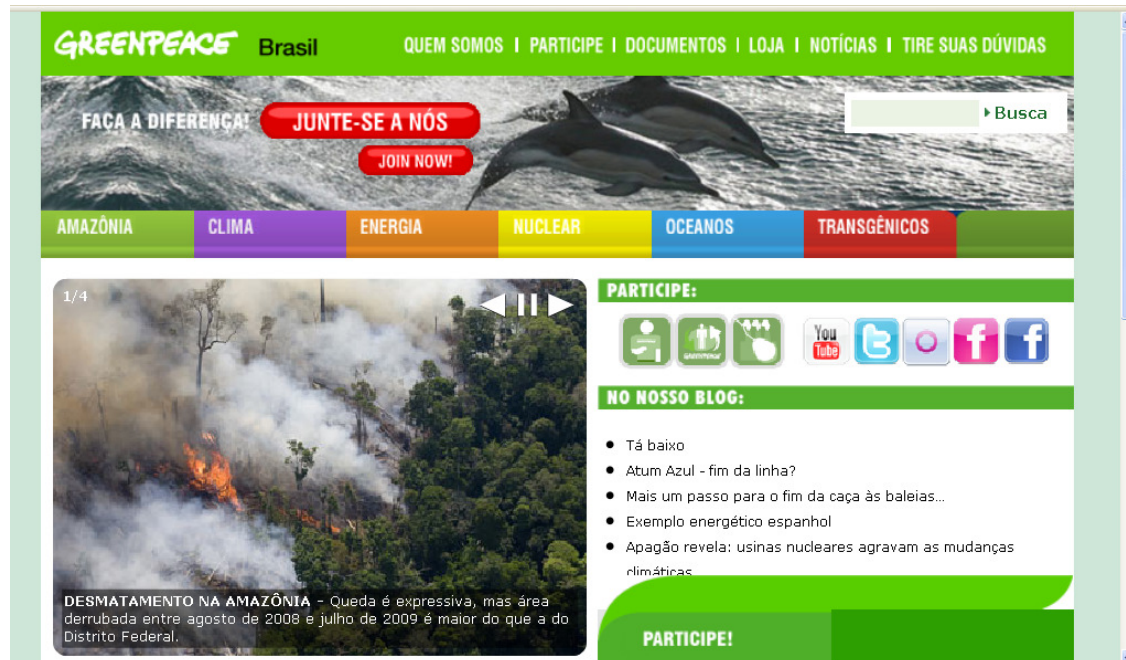 GREENPEACE Brasil
QUEM SOMOS | PARTICIPE | DOCUMENTOS | LOJA | NOTÍCIAS | TIRE SUAS DÚVIDAS
FAÇA A DIFERENÇA!
JUNTE-SE A NÓS
JOIN NOW!
Busca
AMAZÔNIA
CLIMA
ENERGIA
NUCLEAR
OCEANOS
TRANSGÊNICOS
1/4
DESMATAMENTO NA AMAZÔNIA – Queda é expressiva, mas área
derrubada entre agosto de 2008 e julho de 2009 é maior do que a do
Distrito Federal.
PARTICIPE:
GREENPEACE
You
Tube
f
f
NO NOSSO BLOG:
Tá baixo
Atum Azul - fim da linha?
Mais um passo para o fim da caça às baleias...
Exemplo energético espanhol
Apagão revela: usinas nucleares agravam as mudanças
climáticas
PARTICIPE!